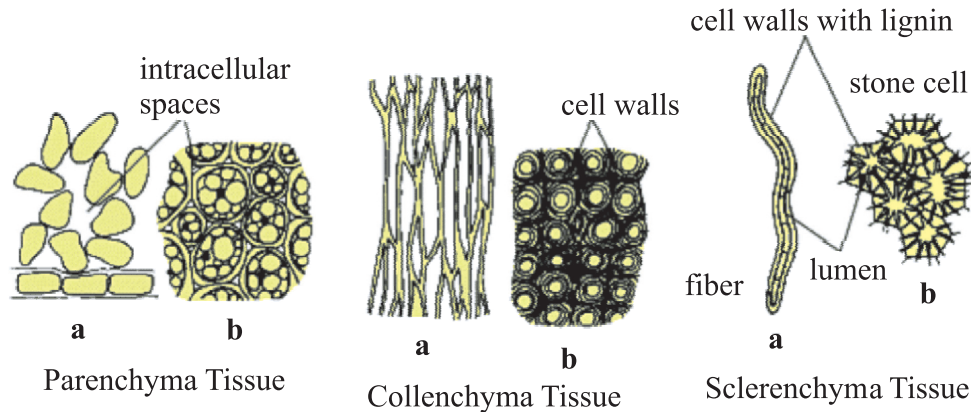 intracellular
spaces
a
b
Parenchyma Tissue
cell walls
a
b
Collenchyma Tissue
cell walls with lignin
stone cell
fiber
lumen
a
b
Sclerenchyma Tissue